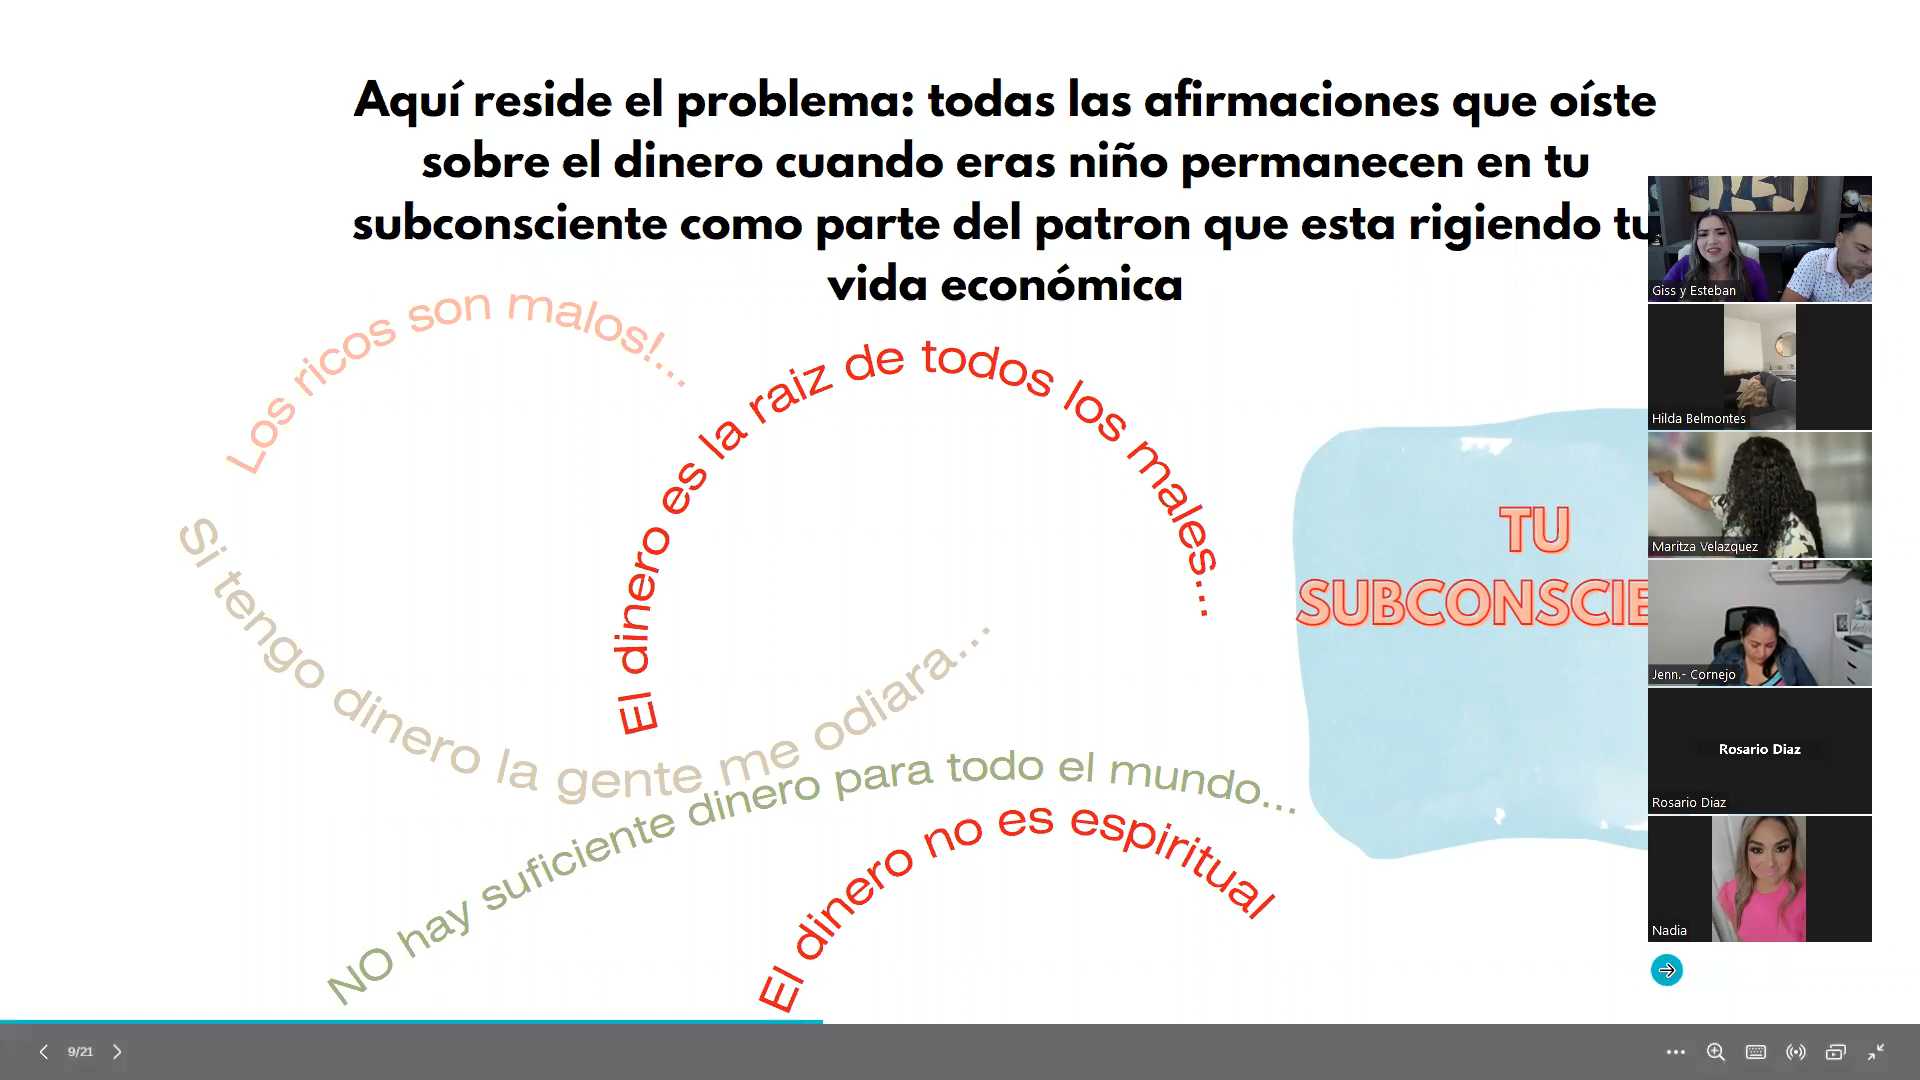 Aquí reside el problema: todas las afirmaciones que oíste
sobre el dinero cuando eras niño permanecen en tu
subconsciente como parte del patron que esta rigiendo tu
vida económica
Los ricos son malos!...
El dinero es la raiz de todos los males...
Si tengo dinero la gente me odiara...
NO hay suficiente dinero para todo el mundo...
El dinero no es espiritual
TU
SUBCONSCIE
Giss y Esteban
Hilda Belmontes
Maritza Velazquez
Jenn.- Cornejo
Rosario Diaz
Rosario Diaz
Nadia
9/21